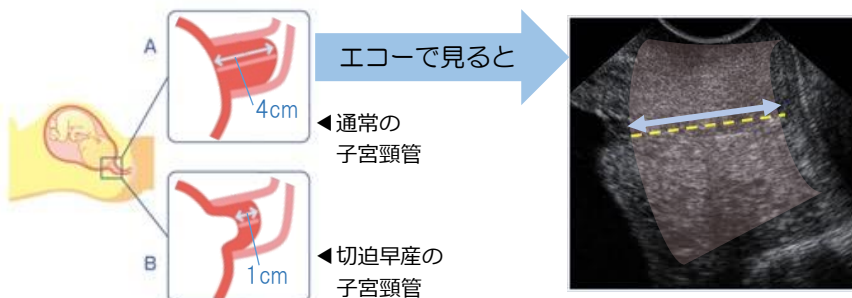 A
4cm
◀通常の
子宮頸管
エコーで見ると
B
1cm
◀切迫早産の
子宮頸管